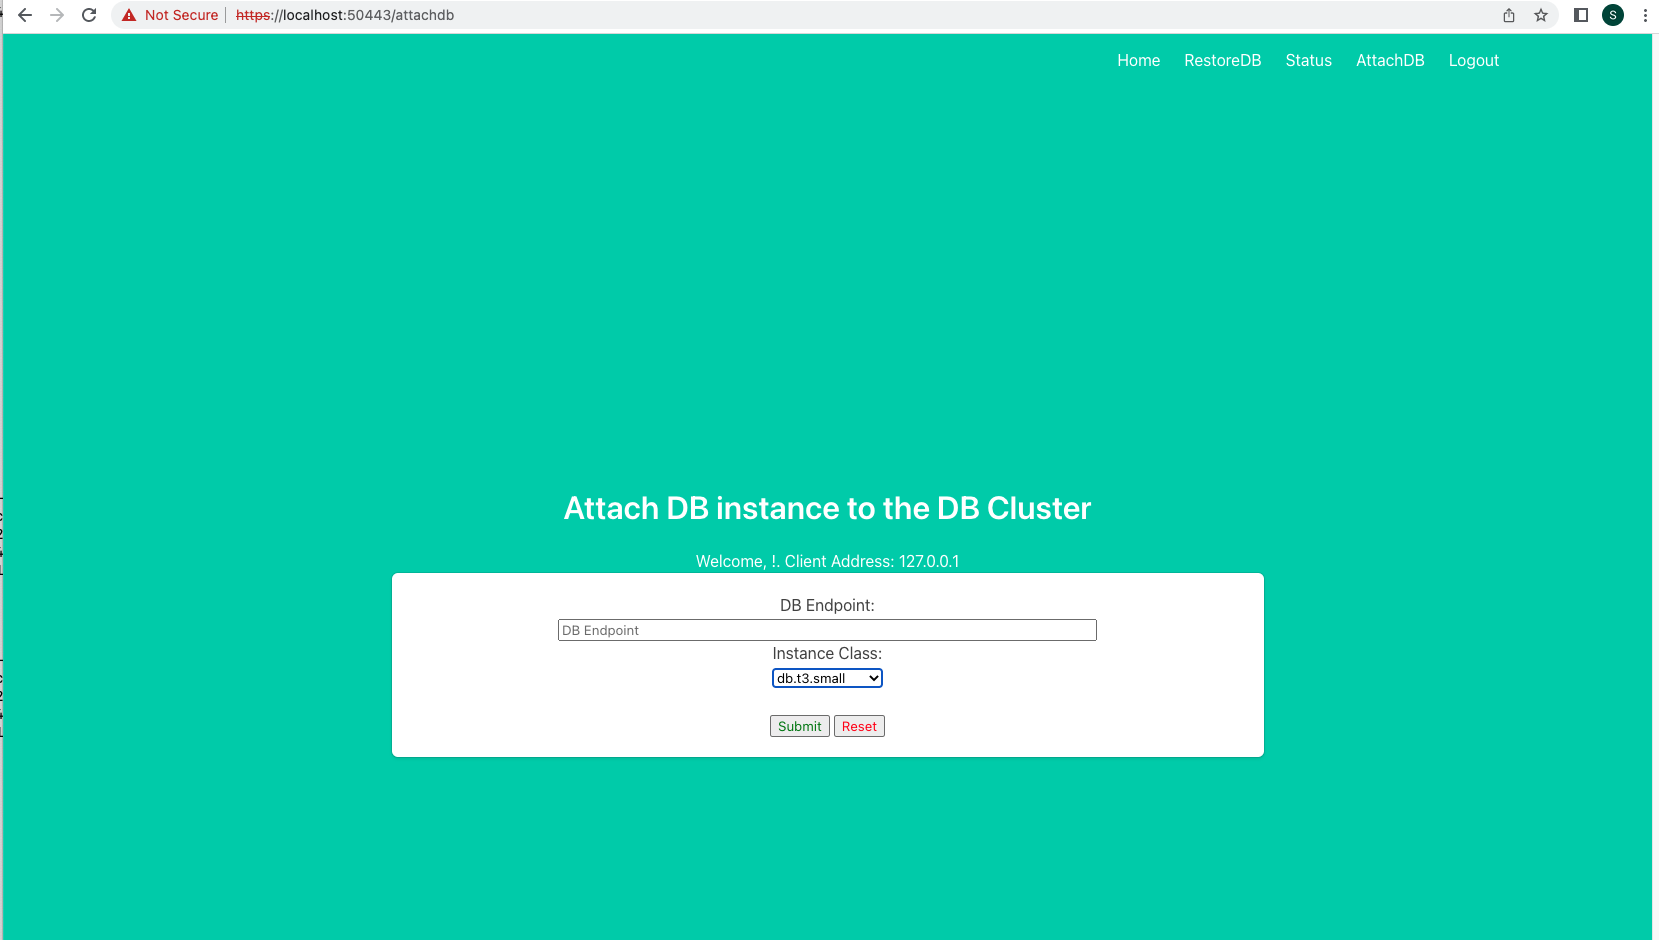 Not Secure https://localhost:50443/attachdb S
Home RestoreDB Status AttachDB Logout
Attach DB instance to the DB Cluster
Welcome, !. Client Address: 127.0.0.1
DB Endpoint:
DB Endpoint
Instance Class:
db.t3.small
Submit Reset